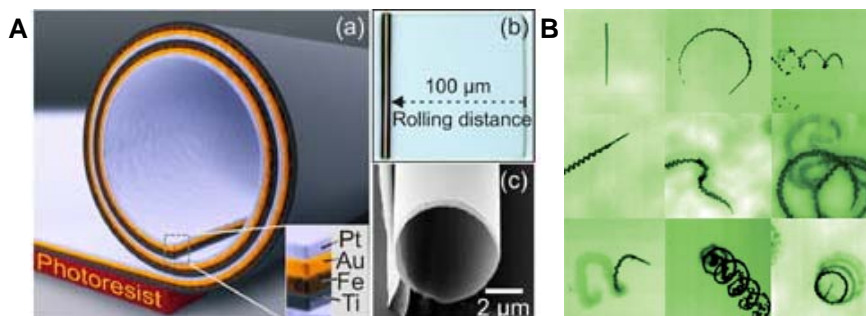 A
(a)
Photoresist
Pt
Au
Fe
Ti
(b)
100 μm
Rolling distance
(c)
2 μm
B